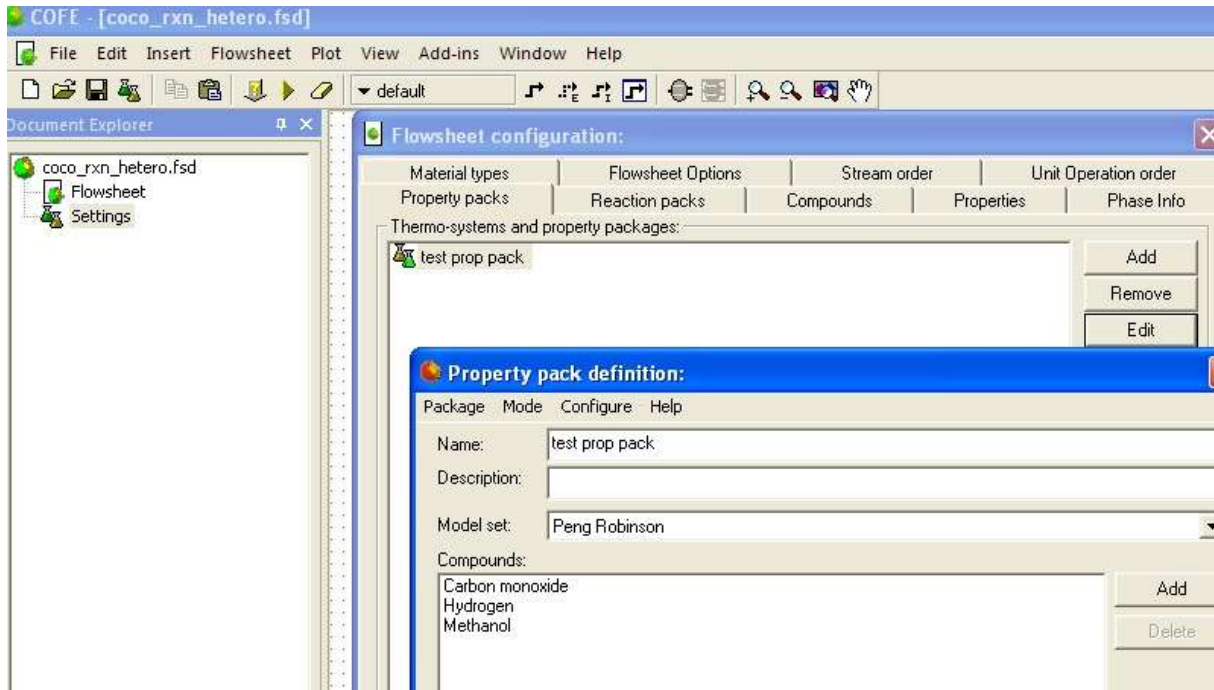 COFE - [coco_rxn_hetero.fsd]
File Edit Insert Flowsheet Plot View Add-ins Window Help
default
Document Explorer
coco_rxn_hetero.fsd
Flowsheet
Settings
Flowsheet configuration:
Material types Flowsheet Options Stream order Unit Operation order
Property packs Reaction packs Compounds Properties Phase Info
Thermo-systems and property packages:
test prop pack
Add
Remove
Edit
Property pack definition:
Package Mode Configure Help
Name: test prop pack
Description:
Model set: Peng Robinson
Compounds:
Carbon monoxide
Hydrogen
Methanol
Add
Delete